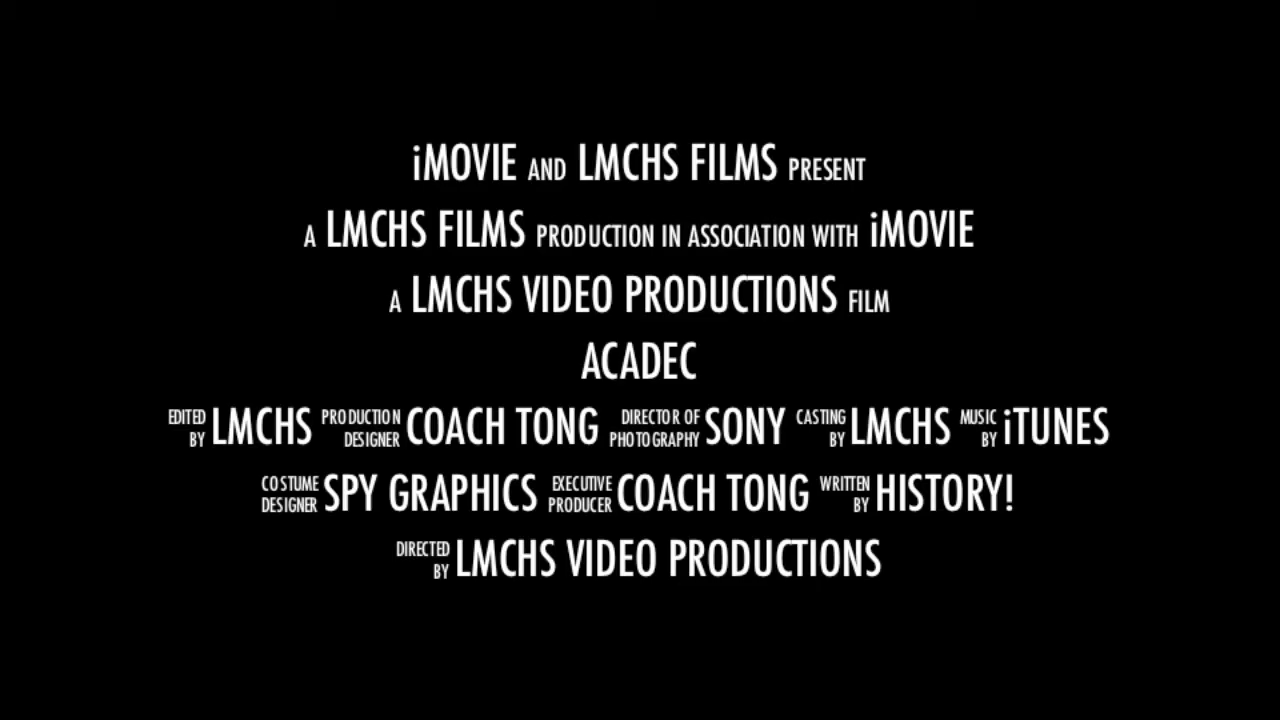 iMOVIE AND LMCHS FILMS PRESENT
A LMCHS FILMS PRODUCTION IN ASSOCIATION WITH iMOVIE
A LMCHS VIDEO PRODUCTIONS FILM
ACADEC
EDITED BY LMCHS PRODUCTION DESIGNER COACH TONG DIRECTOR OF PHOTOGRAPHY SONY CASTING BY LMCHS MUSIC BY iTUNES
COSTUME DESIGNER SPY GRAPHICS EXECUTIVE PRODUCER COACH TONG WRITTEN BY HISTORY!
DIRECTED BY LMCHS VIDEO PRODUCTIONS